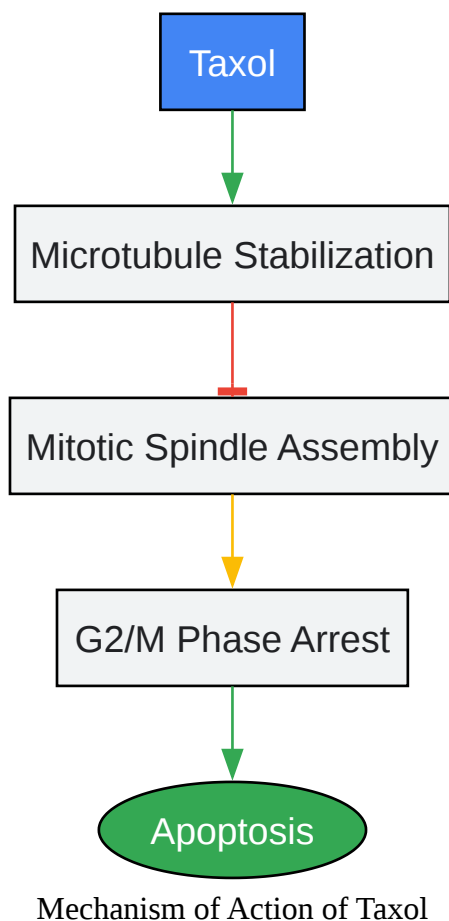 Taxol
Microtubule Stabilization
Mitotic Spindle Assembly
G2/M Phase Arrest
Apoptosis
Mechanism of Action of Taxol